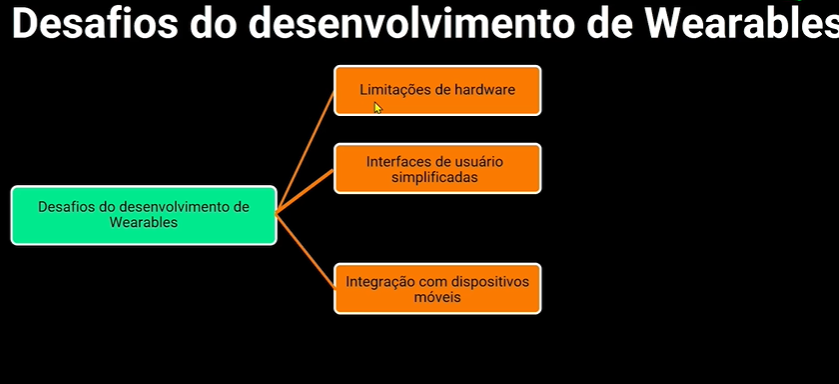 Desafios do desenvolvimento de Wearables
Limitações de hardware
Interfaces de usuário
simplificadas
Desafios do desenvolvimento de
Wearables
Integração com dispositivos
móveis